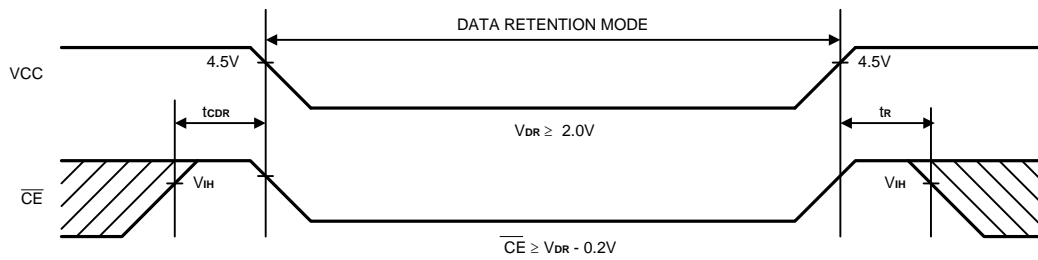 DATA RETENTION MODE
VCC
4.5V
4.5V
tCDR
VDR ≥ 2.0V
tR
CE
VIH
VIH
CE ≥ VDR - 0.2V